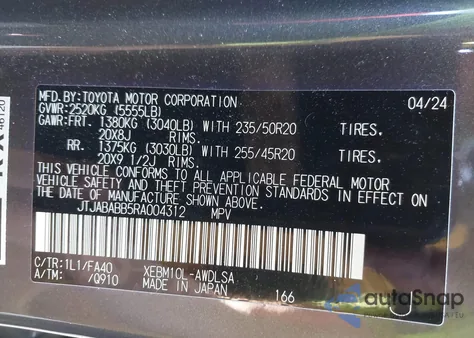 MFD. BY:TOYOTA MOTOR CORPORATION 04/24
GVWR:2520KG (5555LB)
GAWR:FRT. 1380KG (3040LB) WITH 235/50R20 TIRES,
20X8J RIMS.
RR. 1375KG (3030LB) WITH 255/45R20 TIRES,
20X9 1/2J RIMS.
THIS VEHICLE CONFORMS TO ALL APPLICABLE FEDERAL MOTOR
VEHICLE SAFETY AND THEFT PREVENTION STANDARDS IN EFFECT ON
THE DATE OF MANUFACTURE SHOWN ABOVE.
JTJABABB5RA004312 MPV
C/TR:1L1/FA40 XEBM10L-AWDLSA
A/TM: /Q910 MADE IN JAPAN 166 J
46120
autoSnap